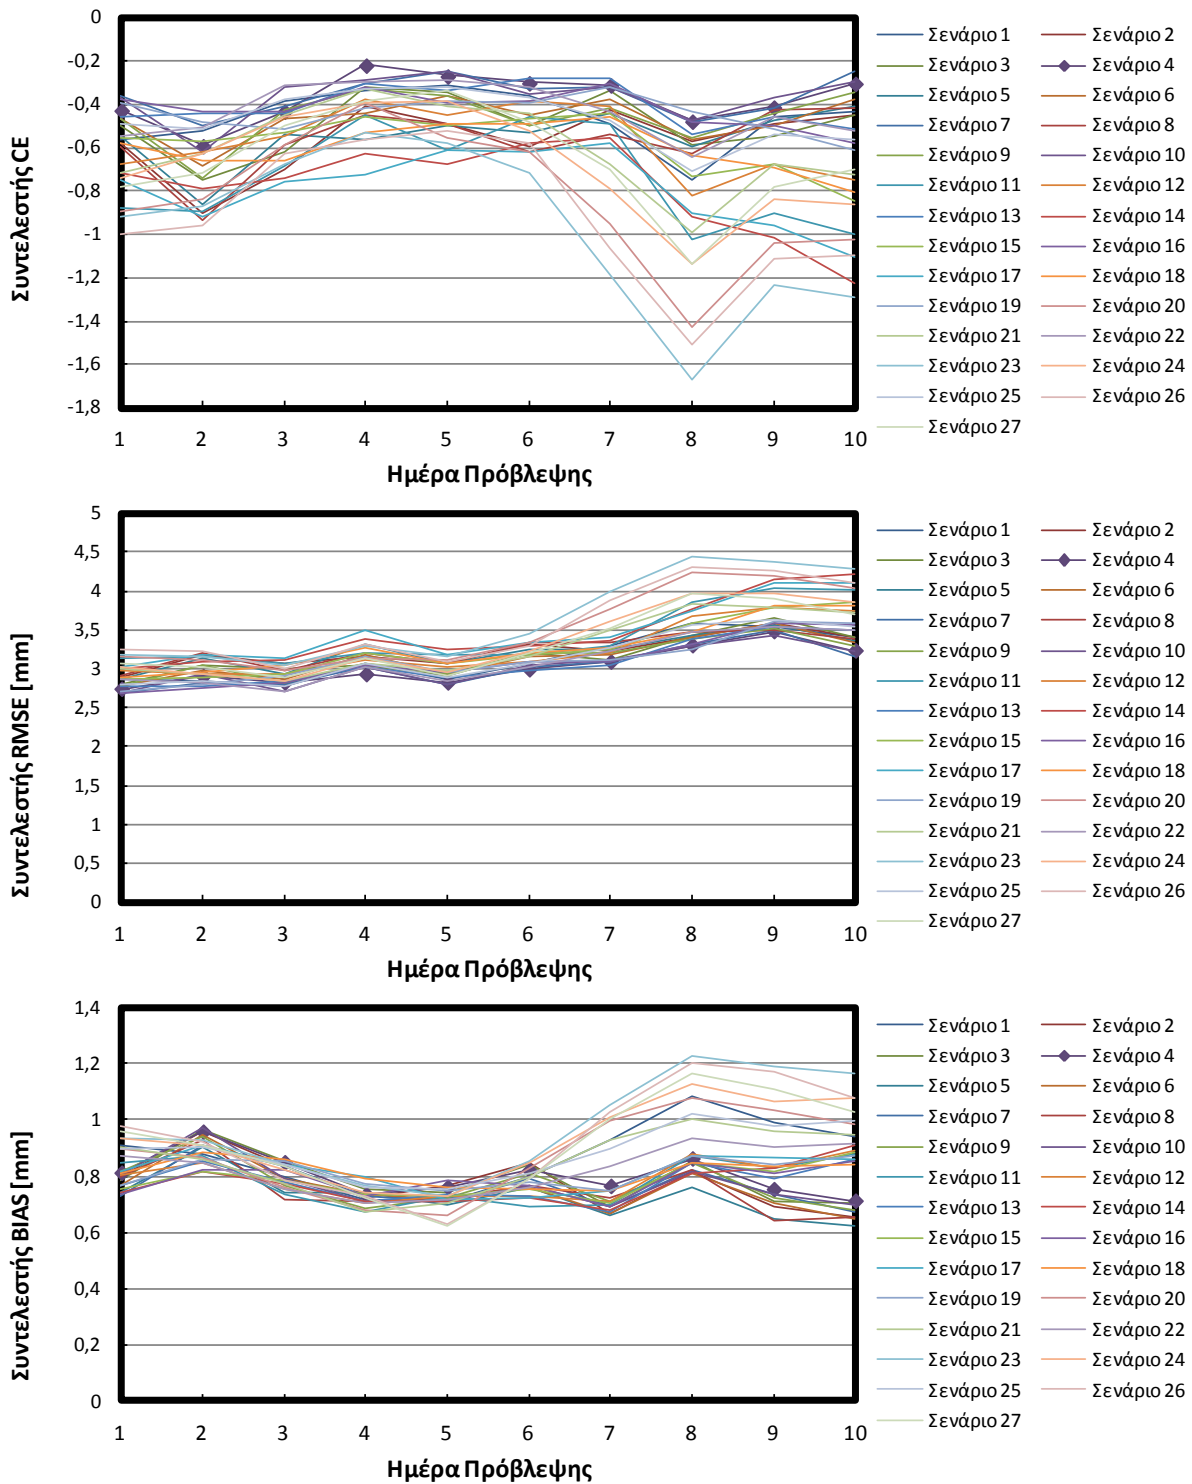 0
-0,2
-0,4
-0,6
-0,8
-1
-1,2
-1,4
-1,6
-1,8
Συντελεστής CE
1 2 3 4 5 6 7 8 9 10
Ημέρα Πρόβλεψης
Σενάριο 1 Σενάριο 2
Σενάριο 3 Σενάριο 4
Σενάριο 5 Σενάριο 6
Σενάριο 7 Σενάριο 8
Σενάριο 9 Σενάριο 10
Σενάριο 11 Σενάριο 12
Σενάριο 13 Σενάριο 14
Σενάριο 15 Σενάριο 16
Σενάριο 17 Σενάριο 18
Σενάριο 19 Σενάριο 20
Σενάριο 21 Σενάριο 22
Σενάριο 23 Σενάριο 24
Σενάριο 25 Σενάριο 26
Σενάριο 27
5
4,5
4
3,5
3
2,5
2
1,5
1
0,5
0
Συντελεστής RMSE [mm]
1 2 3 4 5 6 7 8 9 10
Ημέρα Πρόβλεψης
Σενάριο 1 Σενάριο 2
Σενάριο 3 Σενάριο 4
Σενάριο 5 Σενάριο 6
Σενάριο 7 Σενάριο 8
Σενάριο 9 Σενάριο 10
Σενάριο 11 Σενάριο 12
Σενάριο 13 Σενάριο 14
Σενάριο 15 Σενάριο 16
Σενάριο 17 Σενάριο 18
Σενάριο 19 Σενάριο 20
Σενάριο 21 Σενάριο 22
Σενάριο 23 Σενάριο 24
Σενάριο 25 Σενάριο 26
Σενάριο 27
1,4
1,2
1
0,8
0,6
0,4
0,2
0
Συντελεστής BIAS [mm]
1 2 3 4 5 6 7 8 9 10
Ημέρα Πρόβλεψης
Σενάριο 1 Σενάριο 2
Σενάριο 3 Σενάριο 4
Σενάριο 5 Σενάριο 6
Σενάριο 7 Σενάριο 8
Σενάριο 9 Σενάριο 10
Σενάριο 11 Σενάριο 12
Σενάριο 13 Σενάριο 14
Σενάριο 15 Σενάριο 16
Σενάριο 17 Σενάριο 18
Σενάριο 19 Σενάριο 20
Σενάριο 21 Σενάριο 22
Σενάριο 23 Σενάριο 24
Σενάριο 25 Σενάριο 26
Σενάριο 27